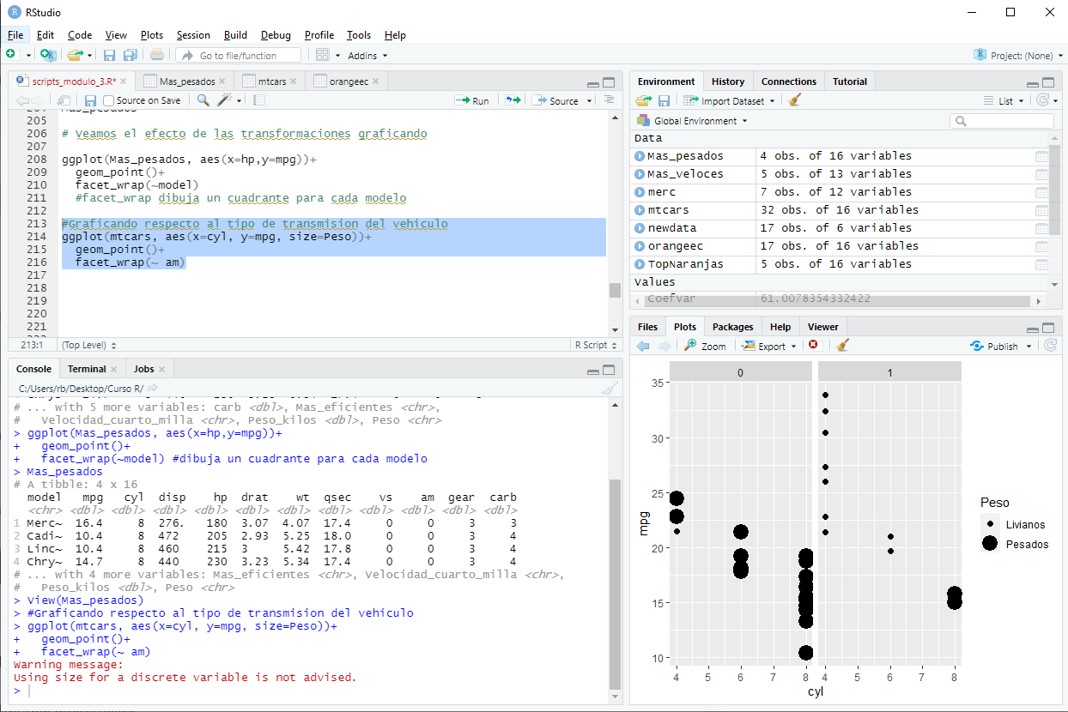 RStudio
File Edit Code View Plots Session Build Debug Profile Tools Help
Go to file/function Addins Project: (None)
scripts_modulo_3.R* Mas_pesados mtcars orangeec
Source on Save Run Source
204 Mas_pesados
205
206 # Veamos el efecto de las transformaciones graficando
207
208 ggplot(Mas_pesados, aes(x=hp,y=mpg))+
209 geom_point()+
210 facet_wrap(~model)
211 #facet_wrap dibuja un cuadrante para cada modelo
212
213 #Graficando respecto al tipo de transmision del vehiculo
214 ggplot(mtcars, aes(x=cyl, y=mpg, size=Peso))+
215 geom_point()+
216 facet_wrap(~ am)
217
218
219
220
221
213:1 (Top Level) R Script
Console Terminal Jobs
C:/Users/rb/Desktop/Curso R/
# ... with 5 more variables: carb <dbl>, Mas_eficientes <chr>,
# Velocidad_cuarto_milla <chr>, Peso_kilos <dbl>, Peso <chr>
> ggplot(Mas_pesados, aes(x=hp,y=mpg))+
+ geom_point()+
+ facet_wrap(~model) #dibuja un cuadrante para cada modelo
> Mas_pesados
# A tibble: 4 x 16
model mpg cyl disp hp drat wt qsec vs am gear carb
<chr> <dbl> <dbl> <dbl> <dbl> <dbl> <dbl> <dbl> <dbl> <dbl> <dbl> <dbl>
1 Merc~ 16.4 8 276. 180 3.07 4.07 17.4 0 0 3 3
2 Cadi~ 10.4 8 472 205 2.93 5.25 18.0 0 0 3 4
3 Linc~ 10.4 8 460 215 3 5.42 17.8 0 0 3 4
4 Chry~ 14.7 8 440 230 3.23 5.34 17.4 0 0 3 4
# ... with 4 more variables: Mas_eficientes <chr>, Velocidad_cuarto_milla <chr>,
# Peso_kilos <dbl>, Peso <chr>
> View(Mas_pesados)
> #Graficando respecto al tipo de transmision del vehiculo
> ggplot(mtcars, aes(x=cyl, y=mpg, size=Peso))+
+ geom_point()+
+ facet_wrap(~ am)
Warning message:
Using size for a discrete variable is not advised.
>
Environment History Connections Tutorial
Import Dataset List
Global Environment
Data
Mas_pesados 4 obs. of 16 variables
Mas_veloces 5 obs. of 13 variables
merc 7 obs. of 12 variables
mtcars 32 obs. of 16 variables
newdata 17 obs. of 6 variables
orangeec 17 obs. of 16 variables
TopNaranjas 5 obs. of 16 variables
Values
CoefVar 61.0078354332422
Files Plots Packages Help Viewer
Zoom Export Publish
0 1
35
30
25
20
15
10
mpg
4 5 6 7 8 4 5 6 7 8
cyl
Peso
Livianos
Pesados